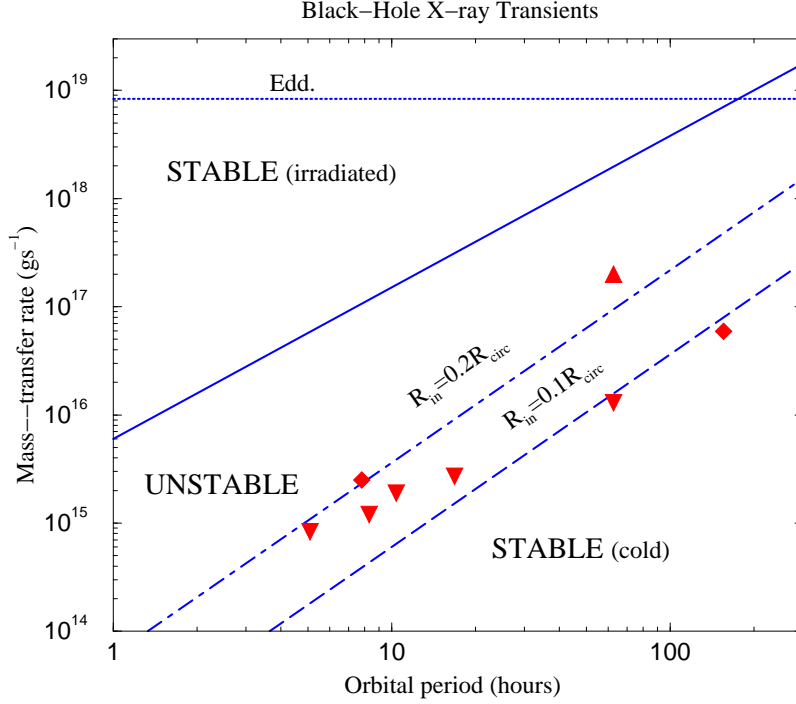 Black−Hole X−ray Transients
Edd.
STABLE (irradiated)
R_in=0.2R_circ
R_in=0.1R_circ
UNSTABLE
STABLE (cold)
Mass−−transfer rate (gs^−1)
10^19
10^18
10^17
10^16
10^15
10^14
1 10 100
Orbital period (hours)